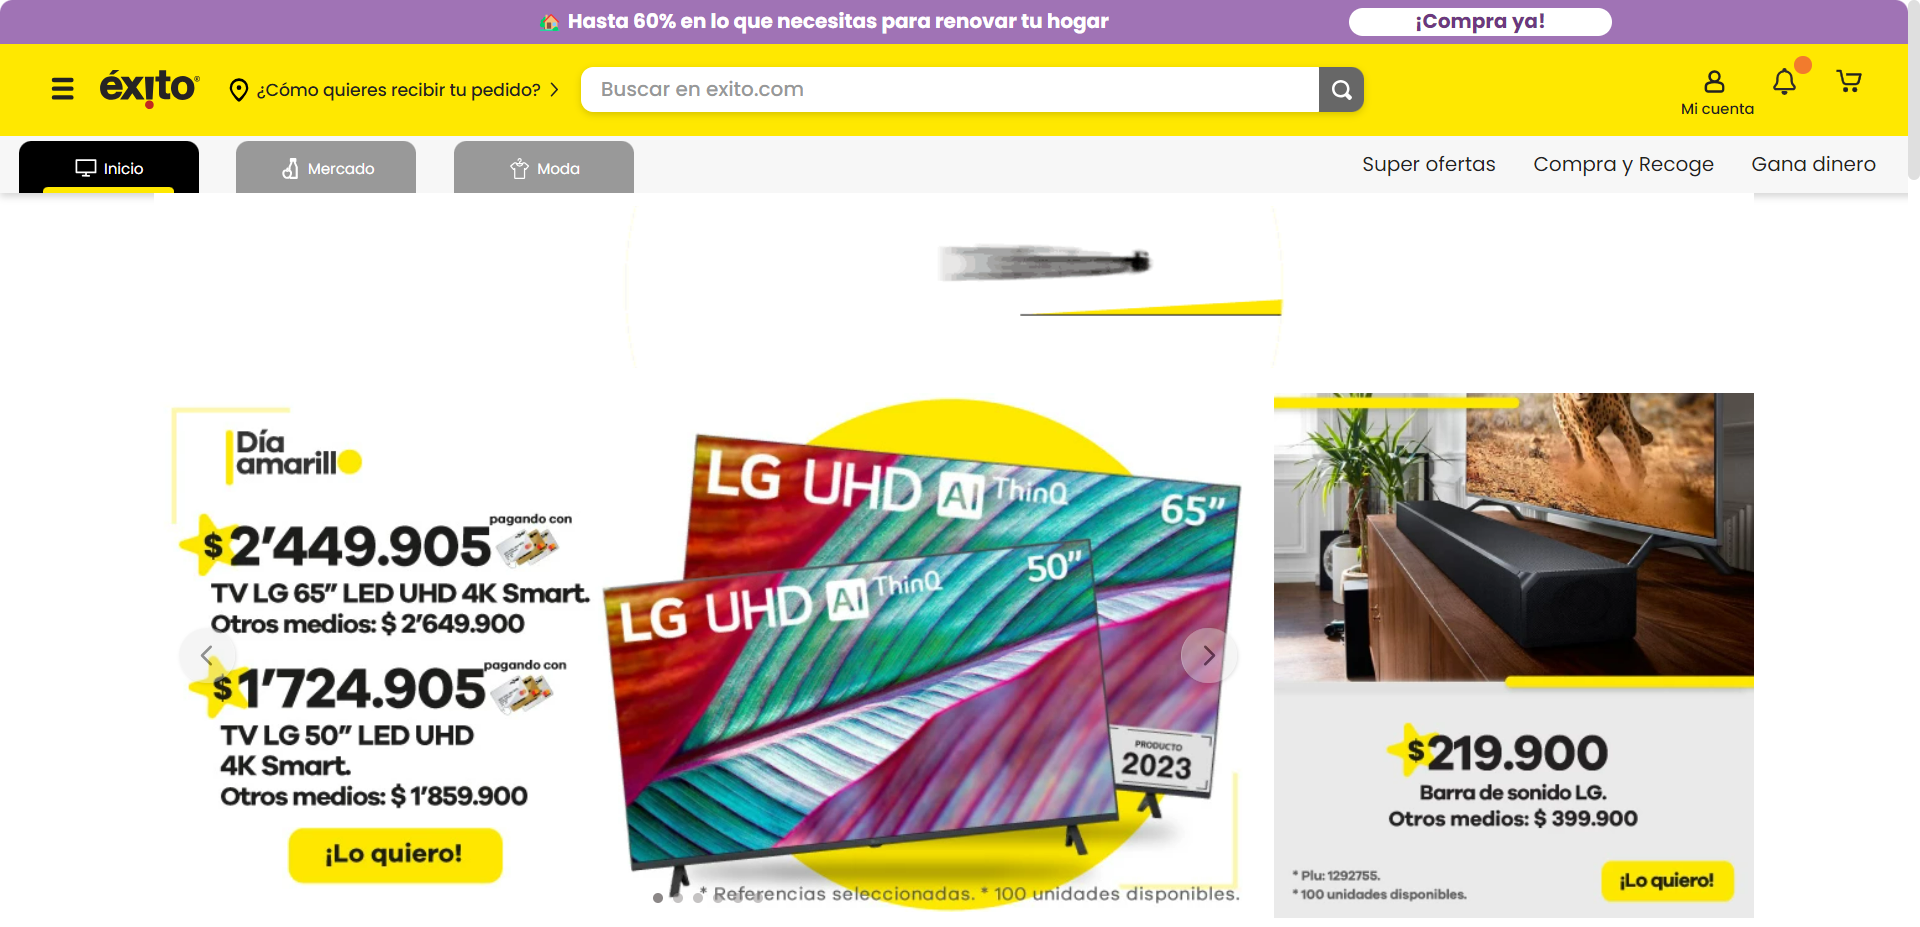 Hasta 60% en lo que necesitas para renovar tu hogar
¡Compra ya!
éxito
¿Cómo quieres recibir tu pedido?
Buscar en exito.com
Mi cuenta
Inicio
Mercado
Moda
Super ofertas
Compra y Recoge
Gana dinero
Día
amarillo
$2'449.905
pagando con
TV LG 65" LED UHD 4K Smart.
Otros medios: $ 2'649.900
$1'724.905
pagando con
TV LG 50" LED UHD
4K Smart.
Otros medios: $ 1'859.900
¡Lo quiero!
LG UHD AI ThinQ
65"
LG UHD AI ThinQ
50"
PRODUCTO
2023
* Referencias seleccionadas. * 100 unidades disponibles.
$219.900
Barra de sonido LG.
Otros medios: $ 399.900
* Plu: 1292755.
* 100 unidades disponibles.
¡Lo quiero!